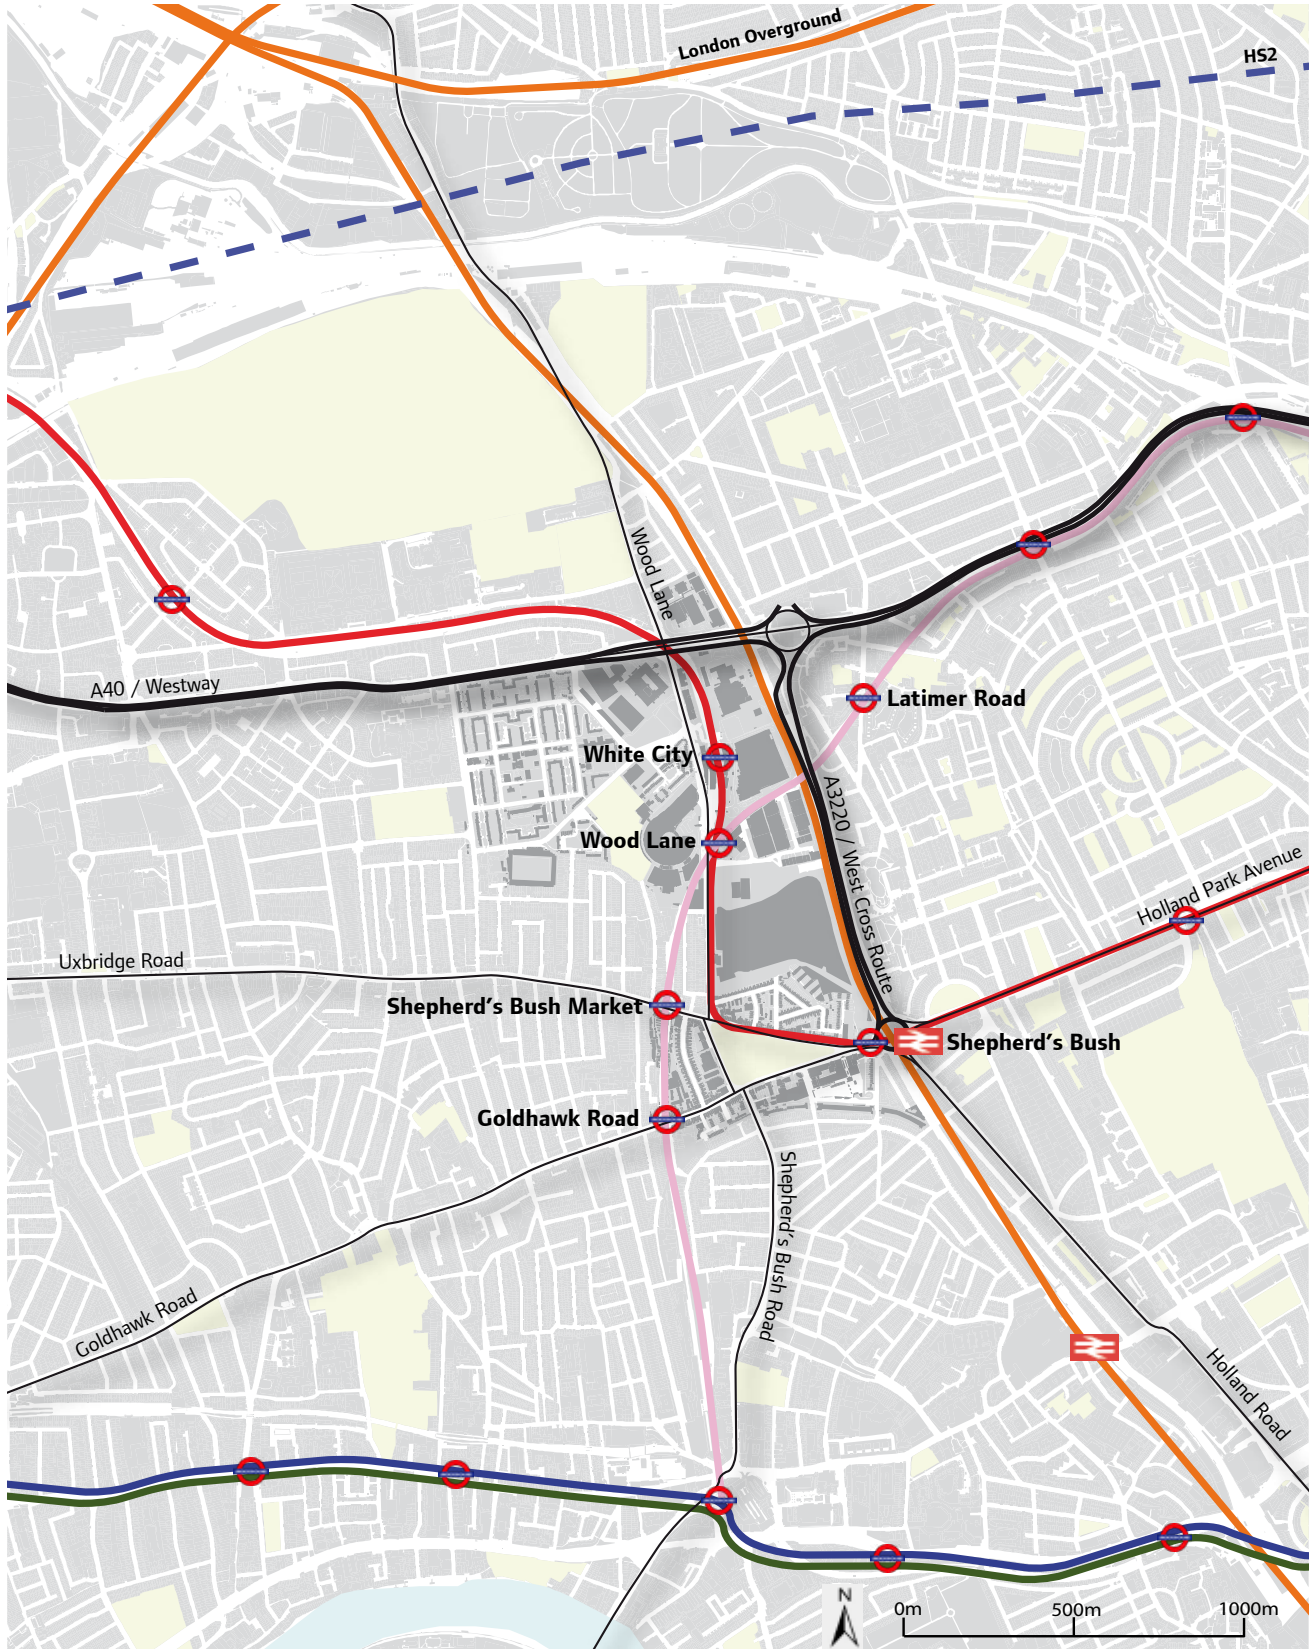 London Overground
HS2
Wood Lane
A40 / Westway
Latimer Road
White City
A3220 / West Cross Route
Wood Lane
Holland Park Avenue
Uxbridge Road
Shepherd's Bush Market
Shepherd's Bush
Goldhawk Road
Shepherd's Bush Road
Goldhawk Road
Holland Road
N
0m 500m 1000m